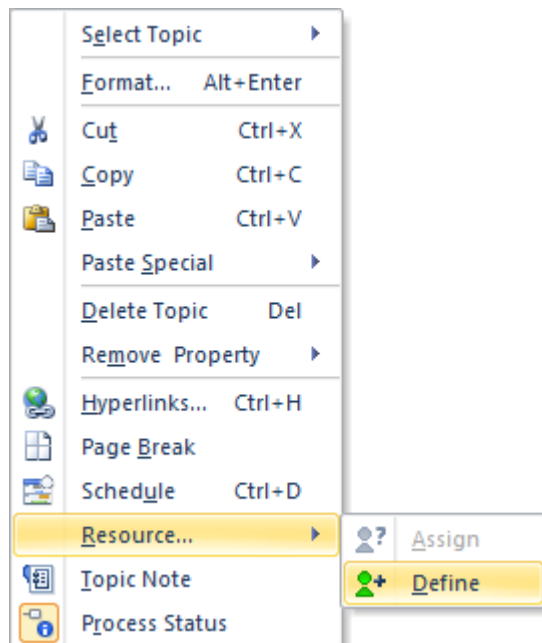 Select Topic
Format... Alt+Enter
Cut Ctrl+X
Copy Ctrl+C
Paste Ctrl+V
Paste Special
Delete Topic Del
Remove Property
Hyperlinks... Ctrl+H
Page Break
Schedule Ctrl+D
Resource... Assign
Topic Note Define
Process Status